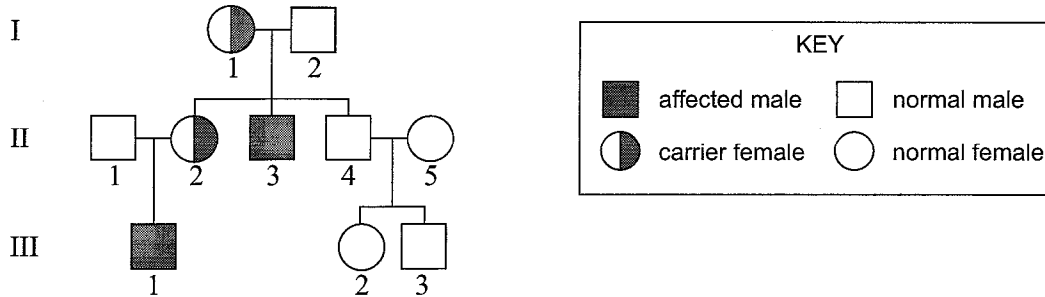 I
1 2
KEY
affected male normal male
carrier female normal female
II
1 2 3 4 5
III
1 2 3